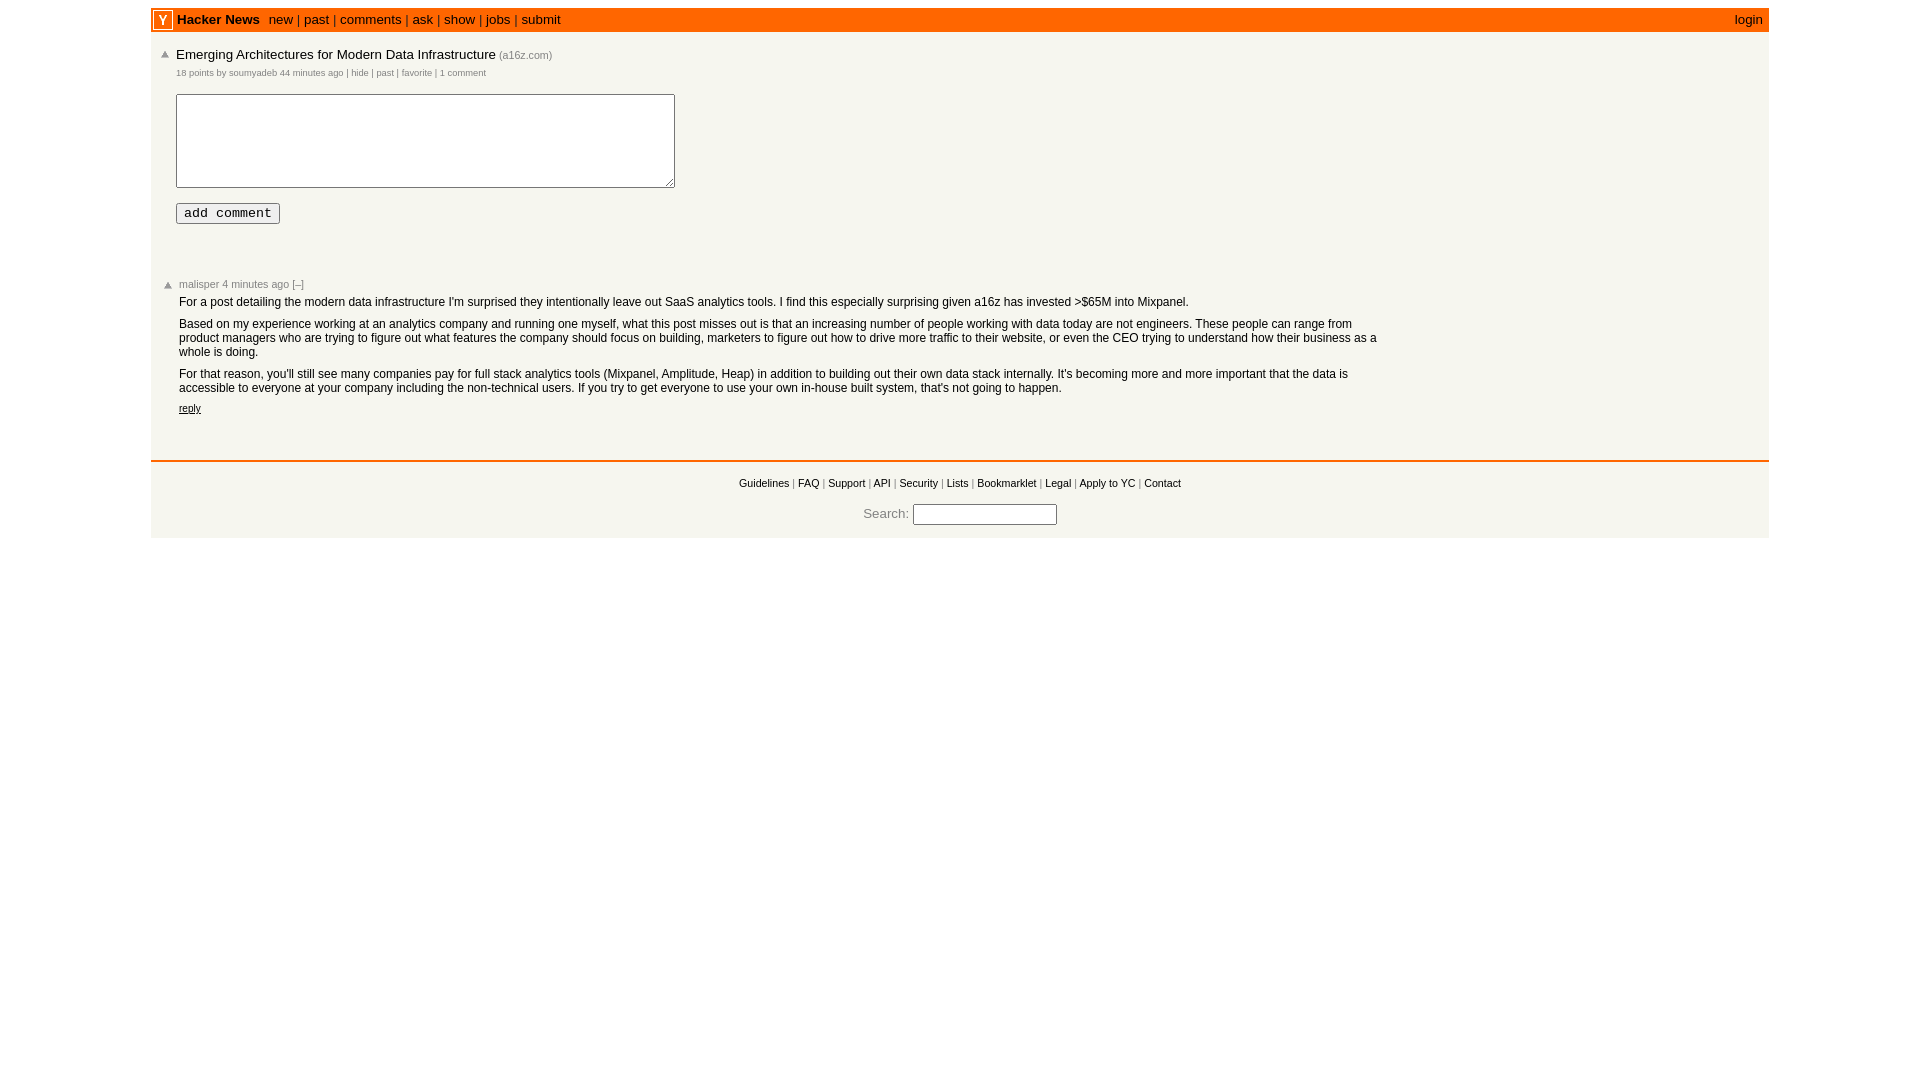 Y Hacker News new | past | comments | ask | show | jobs | submit login
Emerging Architectures for Modern Data Infrastructure (a16z.com)
18 points by soumyadeb 44 minutes ago | hide | past | favorite | 1 comment
add comment
malisper 4 minutes ago [–]
For a post detailing the modern data infrastructure I'm surprised they intentionally leave out SaaS analytics tools. I find this especially surprising given a16z has invested >$65M into Mixpanel.
Based on my experience working at an analytics company and running one myself, what this post misses out is that an increasing number of people working with data today are not engineers. These people can range from
product managers who are trying to figure out what features the company should focus on building, marketers to figure out how to drive more traffic to their website, or even the CEO trying to understand how their business as a
whole is doing.
For that reason, you'll still see many companies pay for full stack analytics tools (Mixpanel, Amplitude, Heap) in addition to building out their own data stack internally. It's becoming more and more important that the data is
accessible to everyone at your company including the non-technical users. If you try to get everyone to use your own in-house built system, that's not going to happen.
reply
Guidelines | FAQ | Support | API | Security | Lists | Bookmarklet | Legal | Apply to YC | Contact
Search: